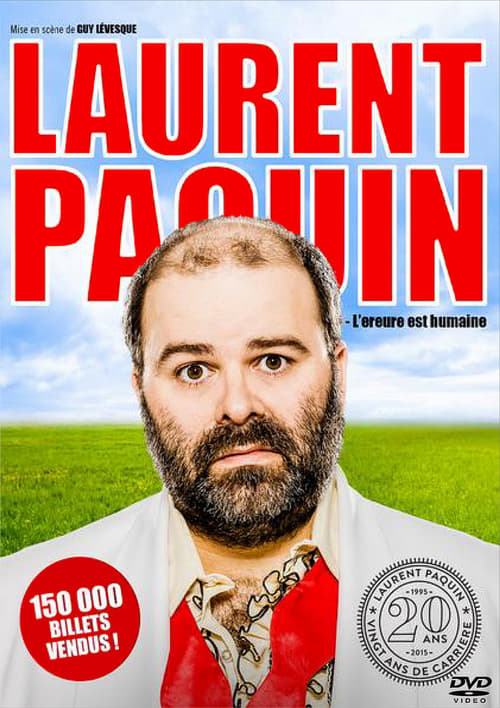 Mise en scène de GUY LÉVESQUE
LAURENT
PAQUIN
- L'ereure est humaine
150 000
BILLETS
VENDUS !
LAURENT PAQUIN
- 1995 -
20
ANS
- 2015 -
VINGT ANS DE CARRIÈRE
DVD
VIDEO